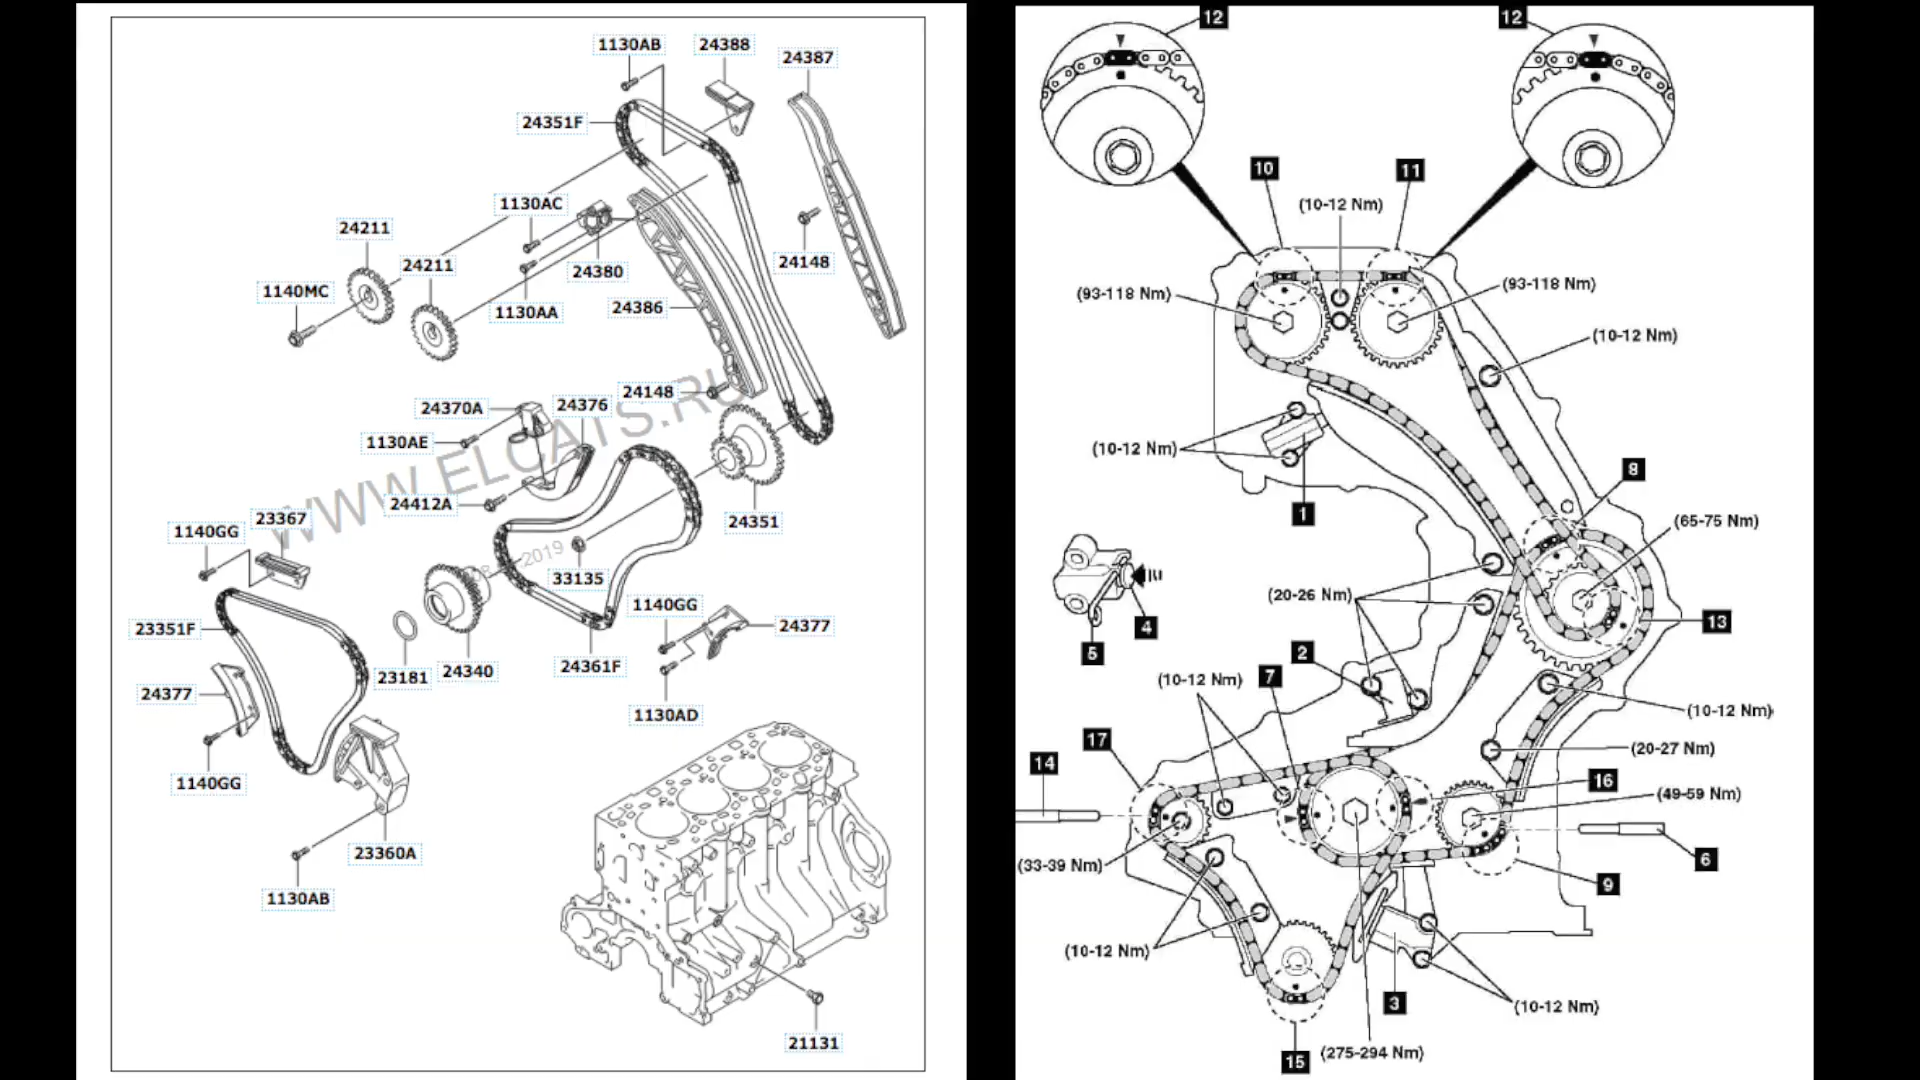 1130AB
24388
24387
24351F
1130AC
24211
24211
24380
24148
1140MC
1130AA
24386
24148
24370A
24376
1130AE
24412A
24351
23367
1140GG
33135
1140GG
23351F
24377
23181
24340
24361F
24377
1130AD
1140GG
23360A
1130AB
21131
WWW.ELCATS.RU
2019
12
12
10
11
(10-12 Nm)
(93-118 Nm)
(93-118 Nm)
(10-12 Nm)
(10-12 Nm)
8
1
(65-75 Nm)
(20-26 Nm)
4
5
13
2
7
(10-12 Nm)
(10-12 Nm)
17
(20-27 Nm)
14
16
(49-59 Nm)
6
(33-39 Nm)
9
(10-12 Nm)
3
(10-12 Nm)
15
(275-294 Nm)